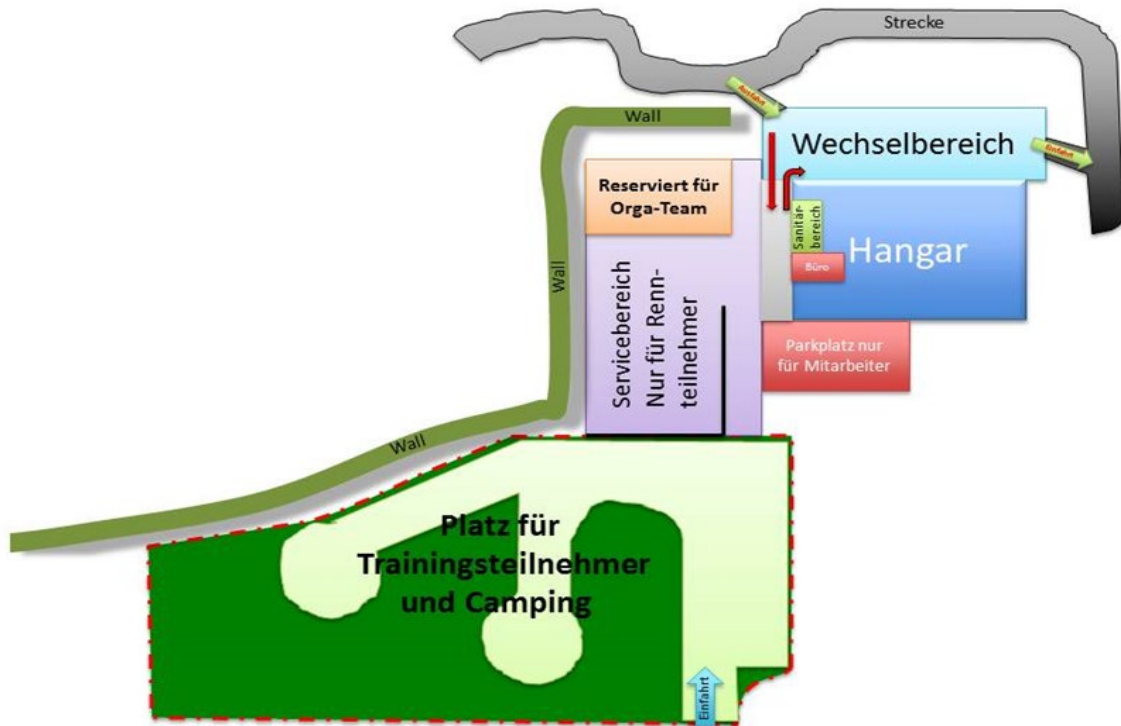 Strecke
Ausfahrt
Wall
Wechselbereich
Einfahrt
Reserviert für
Orga-Team
Sanitär-
bereich
Hangar
Büro
Wall
Servicebereich
Nur für Renn-
teilnehmer
Parkplatz nur
für Mitarbeiter
Wall
Platz für
Trainingsteilnehmer
und Camping
Einfahrt